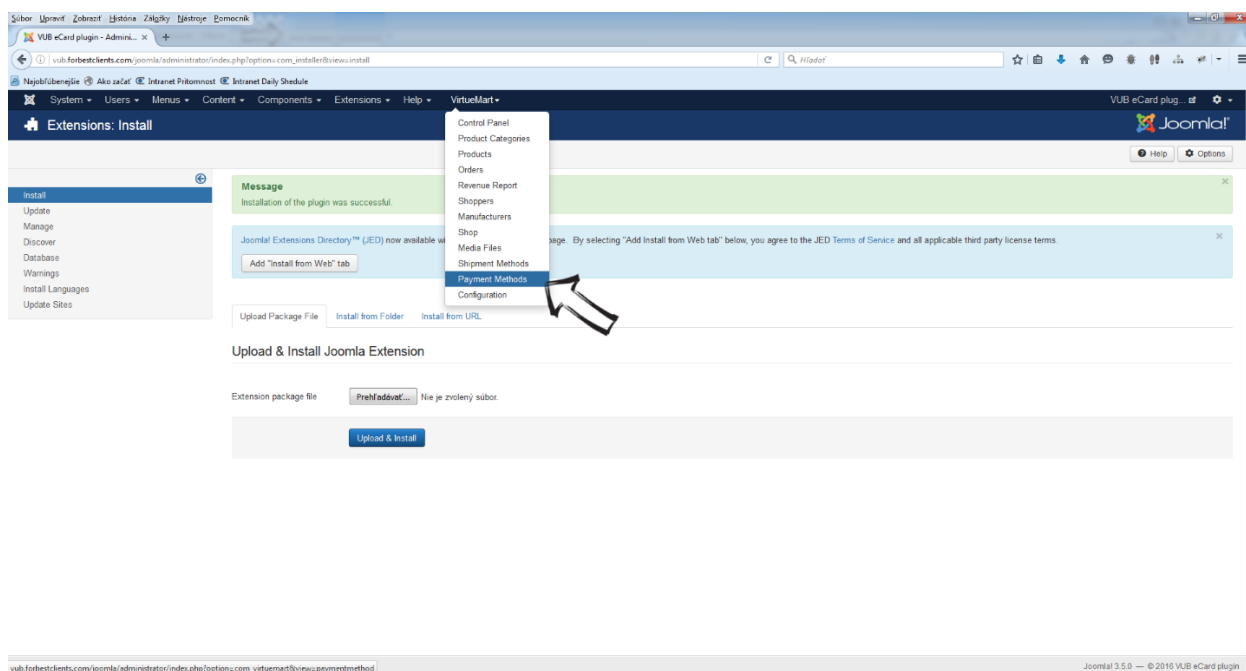 Súbor Upraviť Zobraziť História Záložky Nástroje Pomocník
VUB eCard plugin - Admini... × +
vub.forbestclients.com/joomla/administrator/index.php?option=com_installer&view=install
Hľadať
Najobľúbenejšie Ako začať Intranet Pritomnost Intranet Daily Shedule
System Users Menus Content Components Extensions Help VirtueMart VUB eCard plug...
Extensions: Install
Joomla!
Help Options
Control Panel
Product Categories
Products
Orders
Revenue Report
Shoppers
Manufacturers
Shop
Media Files
Shipment Methods
Payment Methods
Configuration
Install
Update
Manage
Discover
Database
Warnings
Install Languages
Update Sites
Message
Installation of the plugin was successful.
Joomla! Extensions Directory™ (JED) now available w page. By selecting "Add Install from Web tab" below, you agree to the JED Terms of Service and all applicable third party license terms.
Add "Install from Web" tab
Upload Package File Install from Folder Install from URL
Upload & Install Joomla Extension
Extension package file Prehľadávať... Nie je zvolený súbor.
Upload & Install
vub.forbestclients.com/joomla/administrator/index.php?option=com_virtuemart&view=paymentmethod
Joomla! 3.5.0 — © 2016 VUB eCard plugin